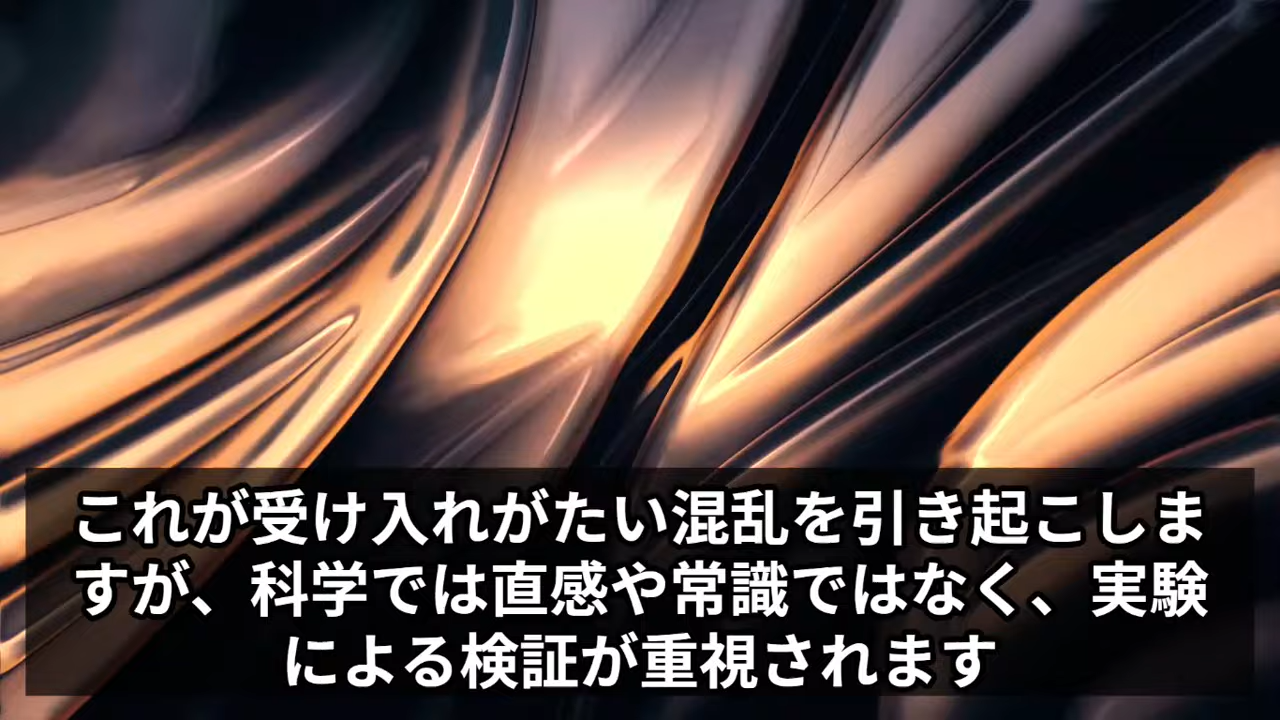 これが受け入れがたい混乱を引き起こしま
すが、科学では直感や常識ではなく、実験
による検証が重視されます